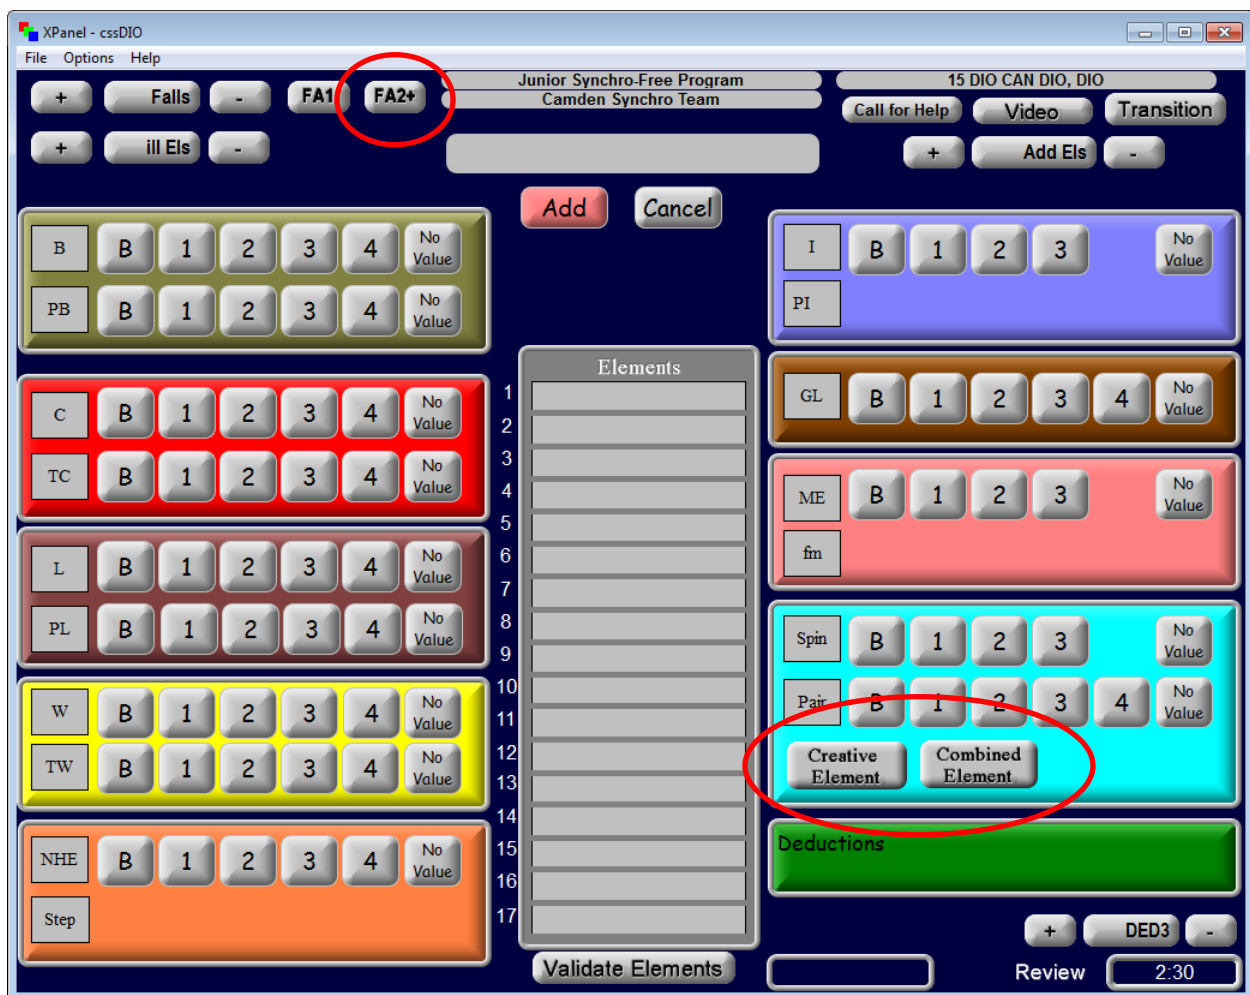 XPanel - cssDIO
File Options Help
+ Falls - FA1 FA2+
Junior Synchro-Free Program
Camden Synchro Team
15 DIO CAN DIO, DIO
Call for Help Video Transition
+ ill Els -
+ Add Els -
Add Cancel
B B 1 2 3 4 No Value
PB B 1 2 3 4 No Value
C B 1 2 3 4 No Value
TC B 1 2 3 4 No Value
L B 1 2 3 4 No Value
PL B 1 2 3 4 No Value
W B 1 2 3 4 No Value
TW B 1 2 3 4 No Value
NHE B 1 2 3 4 No Value
Step
Elements
1
2
3
4
5
6
7
8
9
10
11
12
13
14
15
16
17
Validate Elements
I B 1 2 3 No Value
PI
GL B 1 2 3 4 No Value
ME B 1 2 3 No Value
fm
Spin B 1 2 3 No Value
Pair B 1 2 3 4 No Value
Creative Element
Combined Element
Deductions
+ DED3 -
Review 2:30